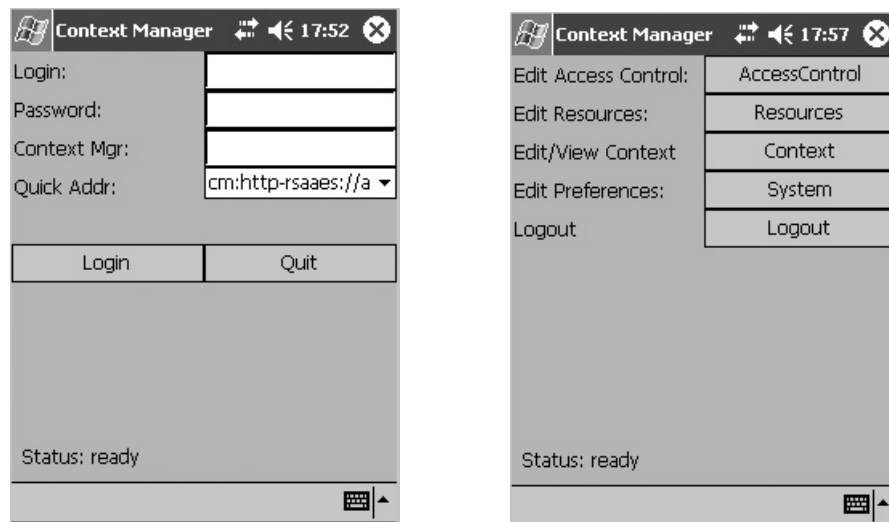 Context Manager 17:52
Login:
Password:
Context Mgr:
Quick Addr: cm:http-rsaaes://a
Login Quit
Status: ready
Context Manager 17:57
Edit Access Control: AccessControl
Edit Resources: Resources
Edit/View Context Context
Edit Preferences: System
Logout Logout
Status: ready